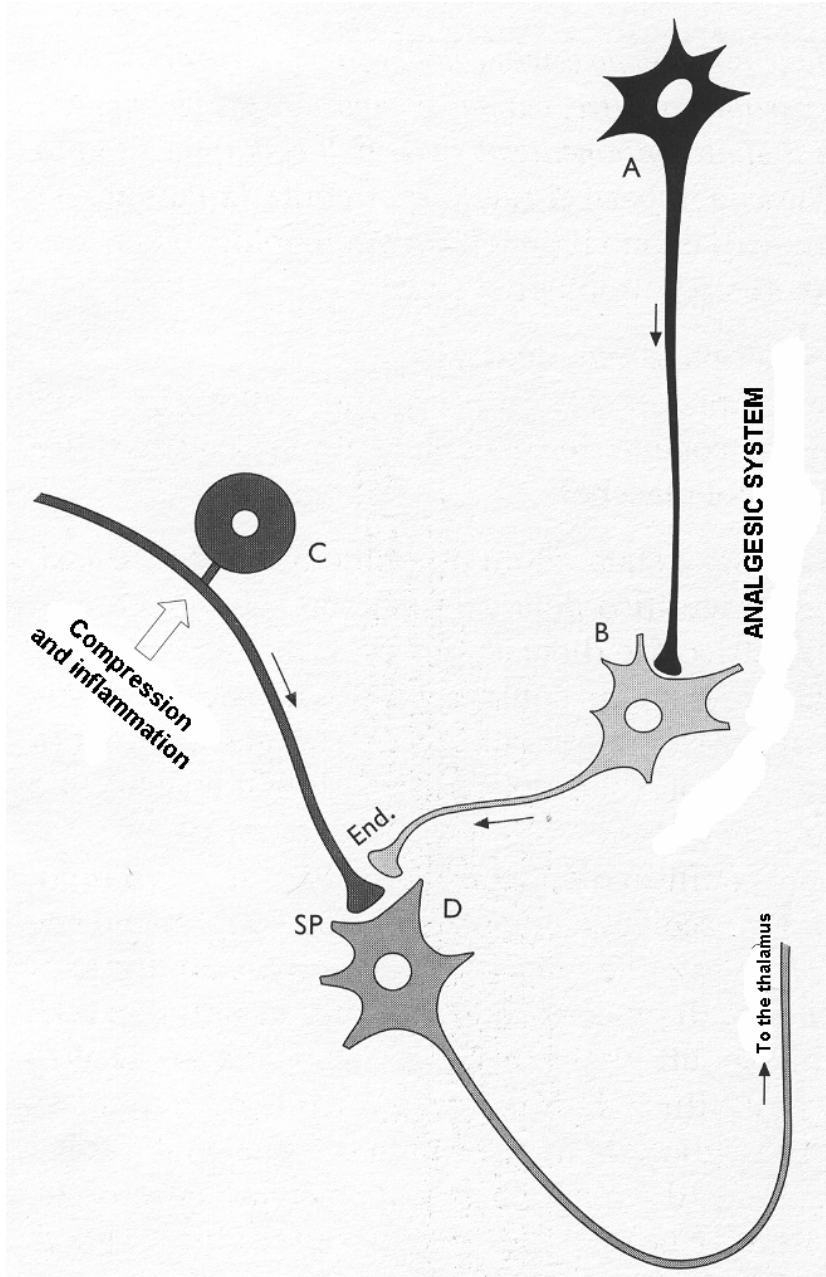 A
ANALGESIC SYSTEM
C
B
Compression
and inflammation
End.
SP
D
To the thalamus